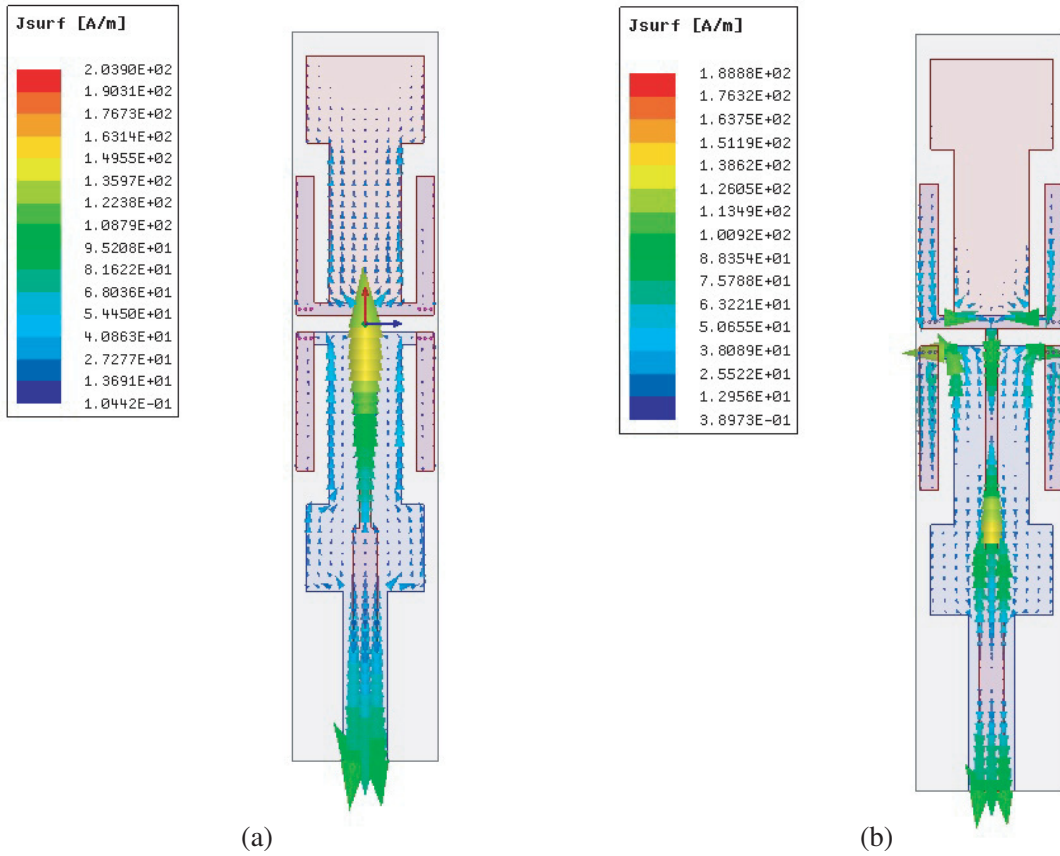 Jsurf [A/m]
2.0390E+02
1.9031E+02
1.7673E+02
1.6314E+02
1.4955E+02
1.3597E+02
1.2238E+02
1.0879E+02
9.5208E+01
8.1622E+01
6.8036E+01
5.4450E+01
4.0863E+01
2.7277E+01
1.3691E+01
1.0442E-01
(a)
Jsurf [A/m]
1.8888E+02
1.7632E+02
1.6375E+02
1.5119E+02
1.3862E+02
1.2605E+02
1.1349E+02
1.0092E+02
8.8354E+01
7.5788E+01
6.3221E+01
5.0655E+01
3.8089E+01
2.5522E+01
1.2956E+01
3.8973E-01
(b)